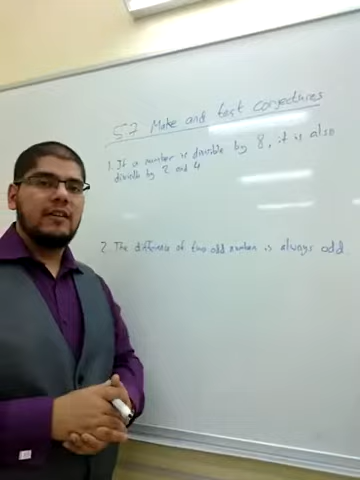 5.7 Make and test Conjectures
1. If a number is divisible by 8, it is also
divisible by 2 and 4
2. The difference of two odd number is always odd